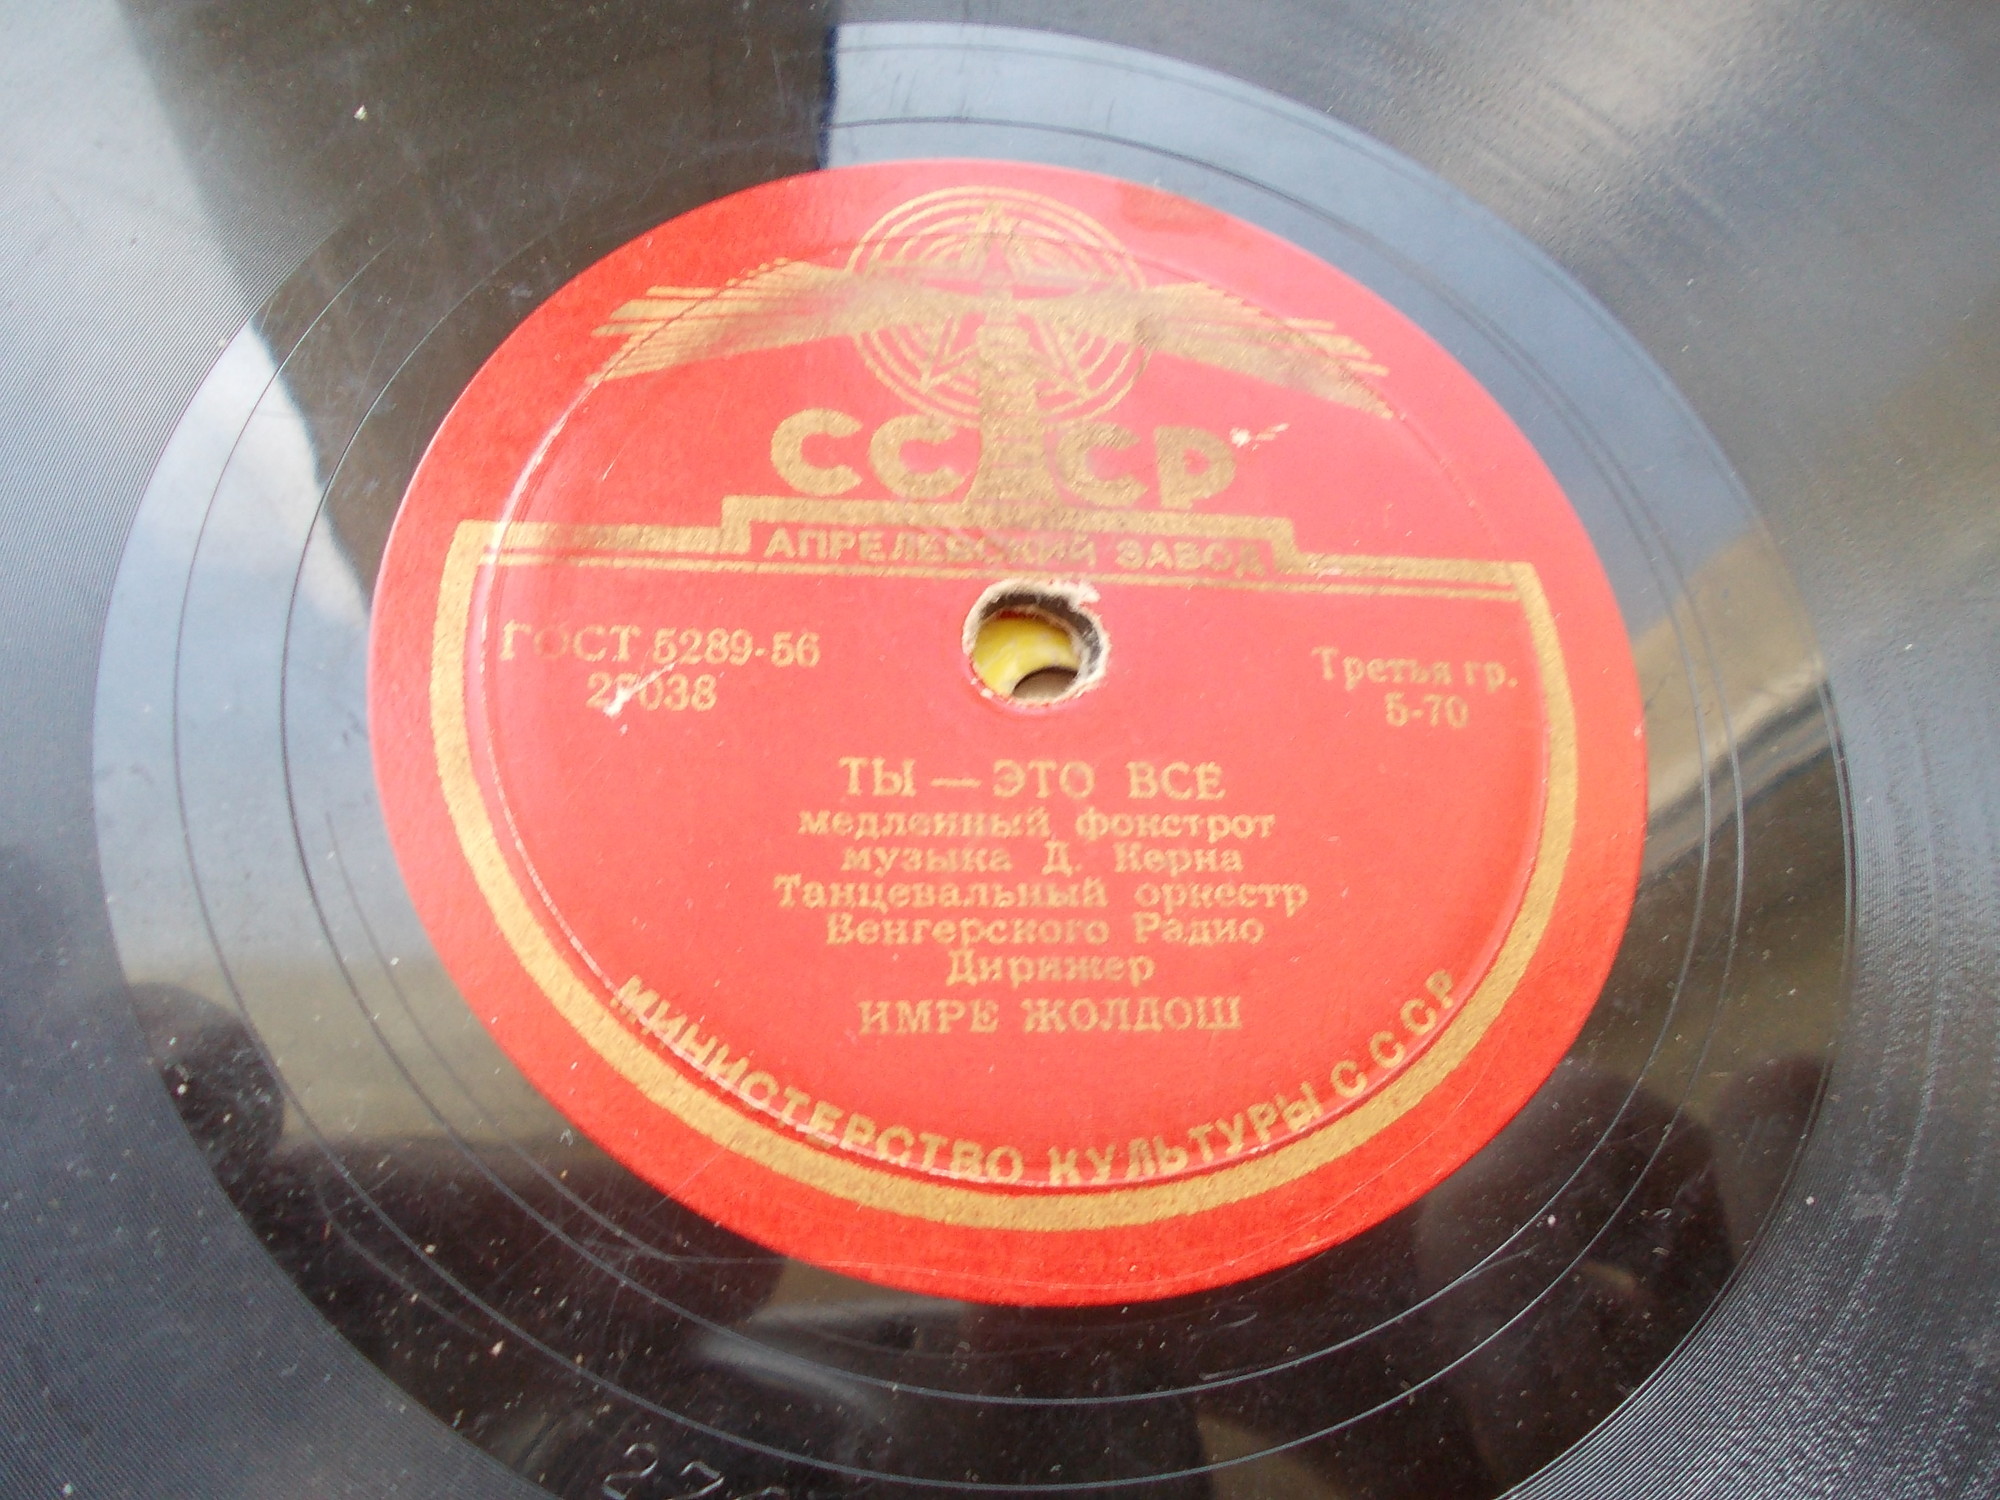 СССР
АПРЕЛЕВСКИЙ ЗАВОД
ГОСТ 5289-56
27038
Третья гр.
5-70
ТЫ — ЭТО ВСЁ
медленный фокстрот
музыка Д. Керна
Танцевальный оркестр
Венгерского Радио
Дирижер
ИМРЕ ЖОЛДОШ
МИНИСТЕРСТВО КУЛЬТУРЫ СССР